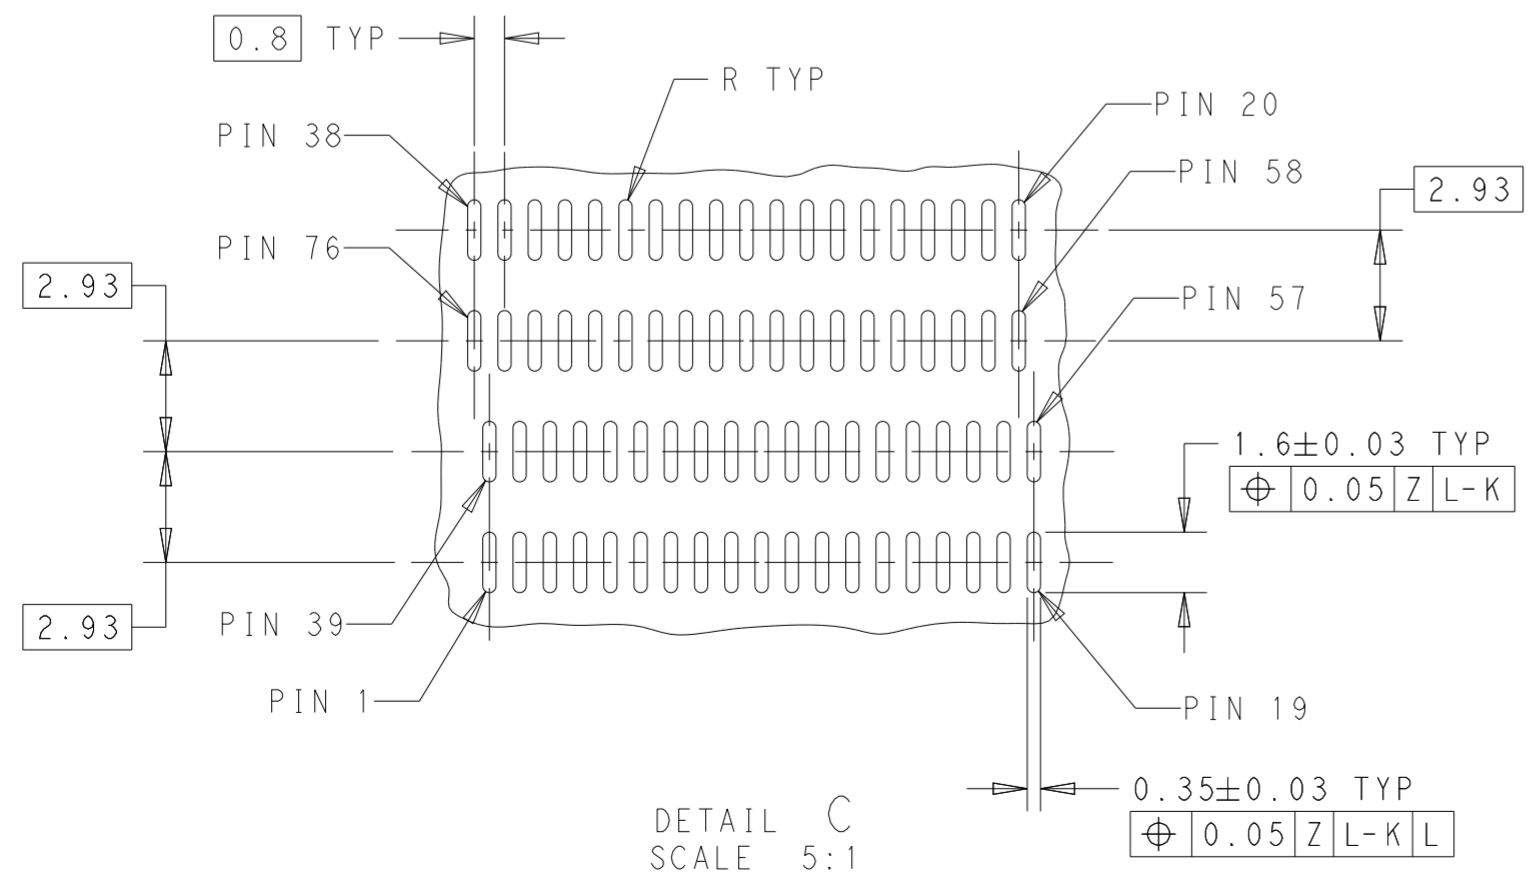 0.8 TYP
R TYP
PIN 20
PIN 38
PIN 58
2.93
PIN 76
2.93
PIN 57
1.6±0.03 TYP
⌖ 0.05 Z L-K
2.93
PIN 39
PIN 1
PIN 19
0.35±0.03 TYP
⌖ 0.05 Z L-K L
DETAIL C
SCALE 5:1